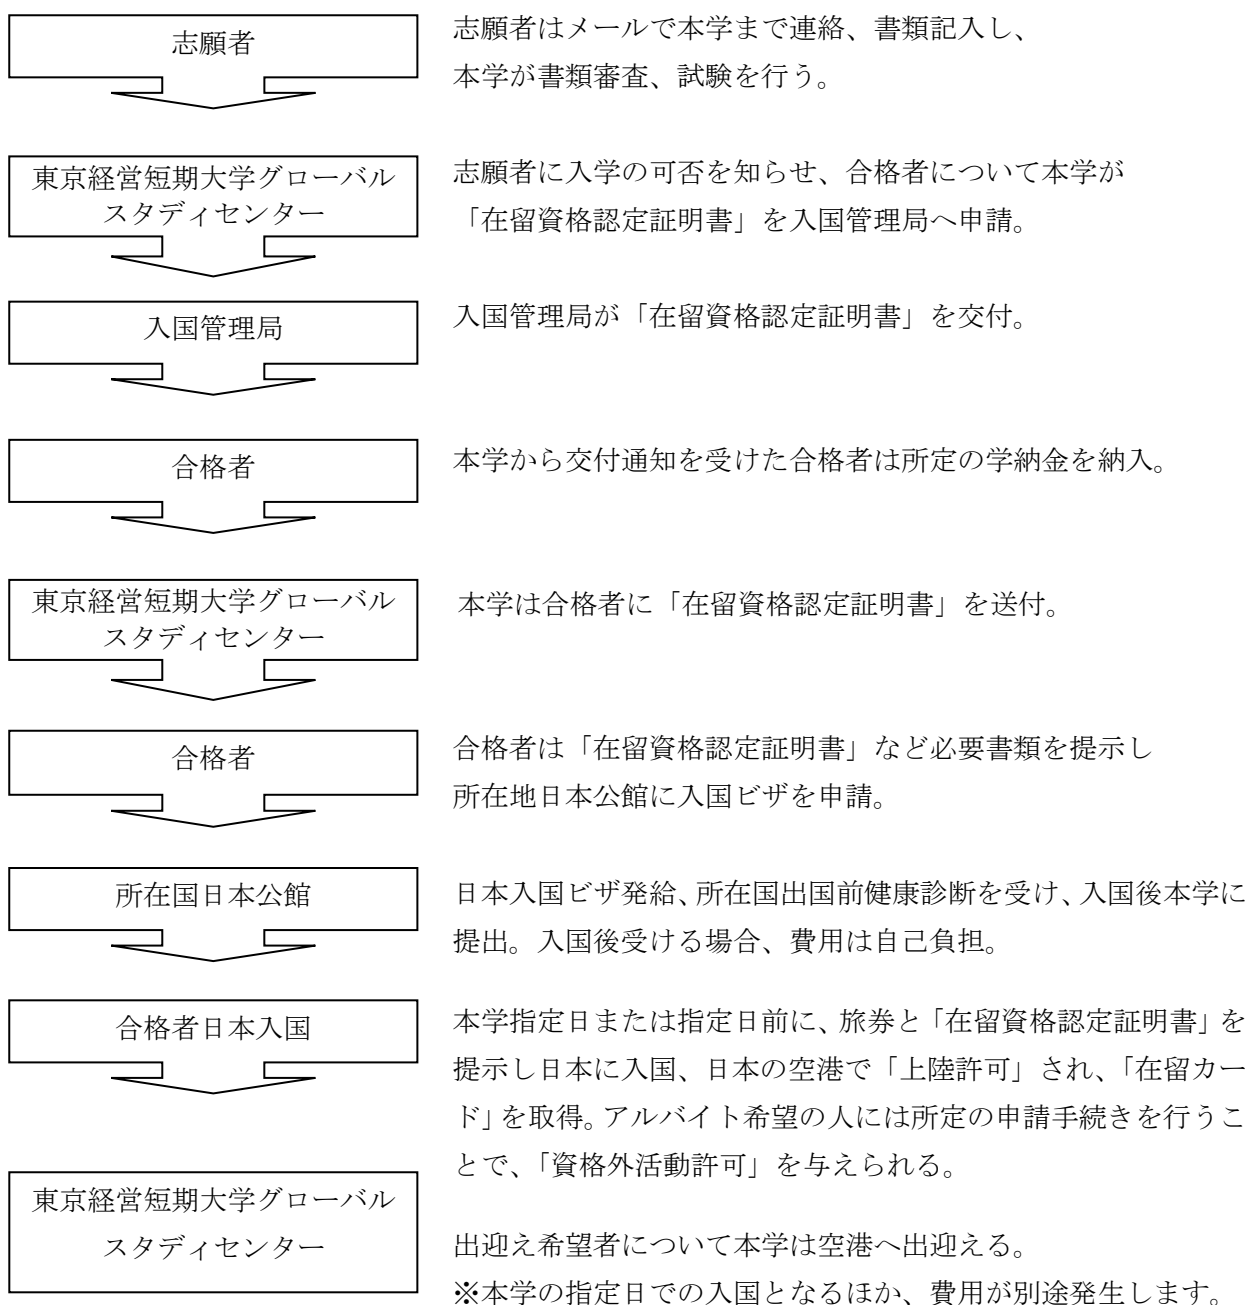 志願者
志願者はメールで本学まで連絡、書類記入し、
本学が書類審査、試験を行う。
東京経営短期大学グローバル
スタディセンター
志願者に入学の可否を知らせ、合格者について本学が
「在留資格認定証明書」を入国管理局へ申請。
入国管理局
入国管理局が「在留資格認定証明書」を交付。
合格者
本学から交付通知を受けた合格者は所定の学納金を納入。
東京経営短期大学グローバル
スタディセンター
本学は合格者に「在留資格認定証明書」を送付。
合格者
合格者は「在留資格認定証明書」など必要書類を提示し
所在地日本公館に入国ビザを申請。
所在国日本公館
日本入国ビザ発給、所在国出国前健康診断を受け、入国後本学に
提出。入国後受ける場合、費用は自己負担。
合格者日本入国
本学指定日または指定日前に、旅券と「在留資格認定証明書」を
提示し日本に入国、日本の空港で「上陸許可」され、「在留カー
ド」を取得。アルバイト希望の人には所定の申請手続きを行うこ
とで、「資格外活動許可」を与えられる。
東京経営短期大学グローバル
スタディセンター
出迎え希望者について本学は空港へ出迎える。
※本学の指定日での入国となるほか、費用が別途発生します。